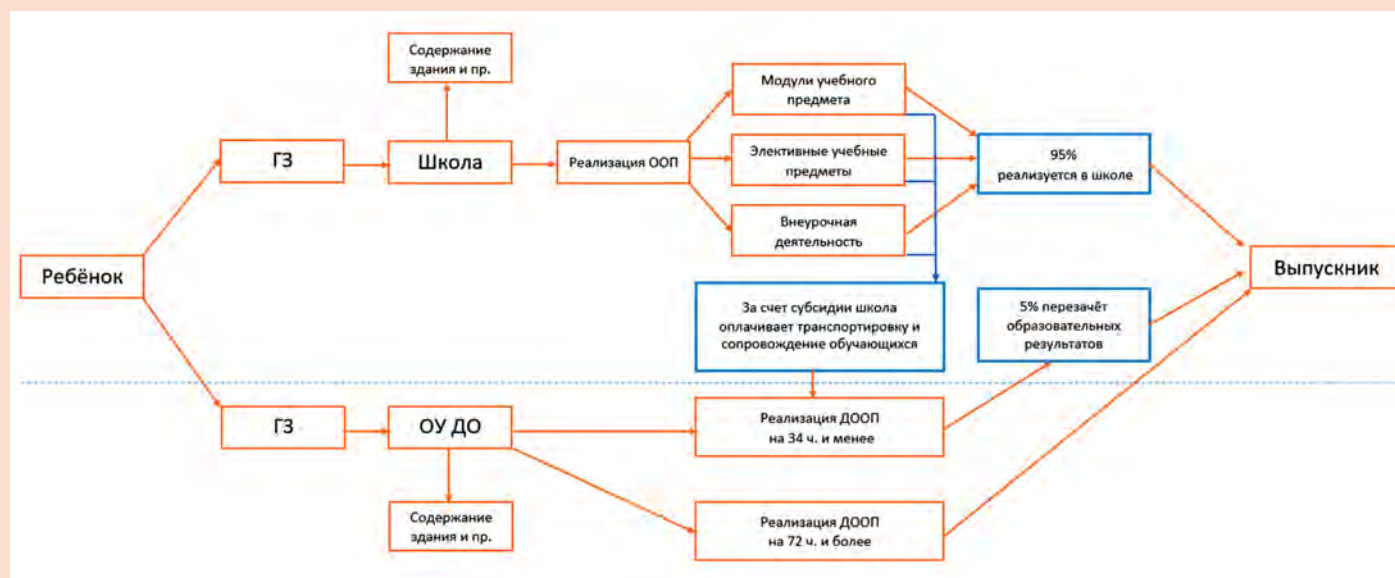 Содержание
здания и пр.
Модули учебного
предмета
ГЗ
Школа
Реализация ООП
Элективные учебные
предметы
95%
реализуется в школе
Внеурочная
деятельность
Ребёнок
Выпускник
За счет субсидии школа
оплачивает транспортировку и
сопровождение обучающихся
5% перезачёт
образовательных
результатов
ГЗ
ОУ ДО
Реализация ДООП
на 34 ч. и менее
Содержание
здания и пр.
Реализация ДООП
на 72 ч. и более